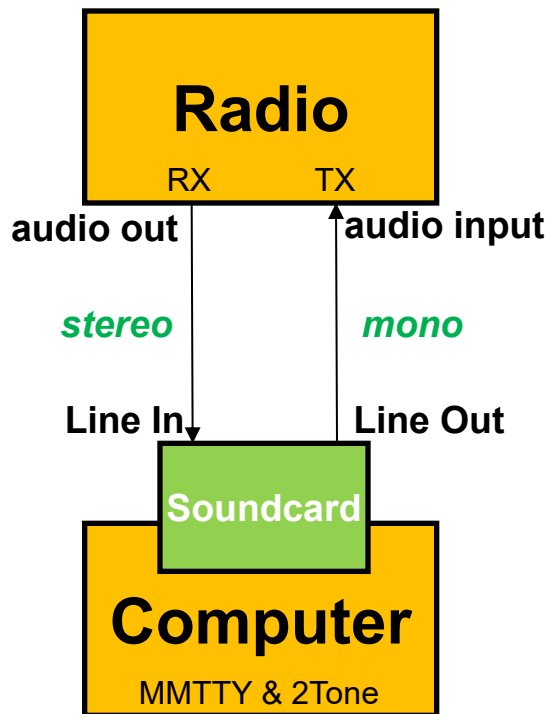 Radio
RX TX
audio out audio input
stereo mono
Line In Line Out
Soundcard
Computer
MMTTY & 2Tone